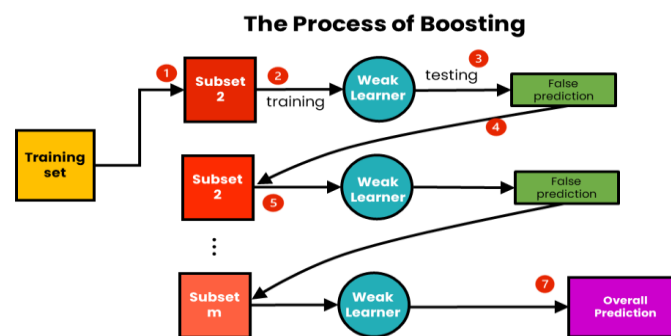 The Process of Boosting
1
Subset
2
2
training
Weak
Learner
3
testing
False
prediction
4
Training
set
Subset
2
5
Weak
Learner
False
prediction
...
Subset
m
Weak
Learner
7
Overall
Prediction